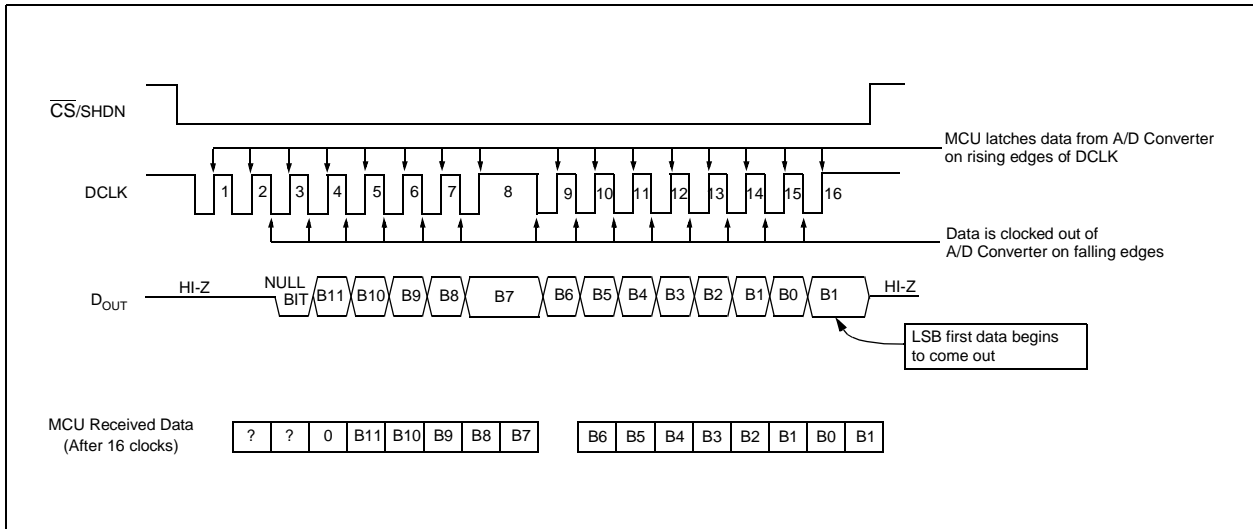 CS/SHDN
MCU latches data from A/D Converter
on rising edges of DCLK
DCLK
1 2 3 4 5 6 7 8 9 10 11 12 13 14 15 16
Data is clocked out of
A/D Converter on falling edges
DOUT
HI-Z
NULL
BIT
B11 B10 B9 B8 B7 B6 B5 B4 B3 B2 B1 B0 B1
HI-Z
LSB first data begins
to come out
MCU Received Data
(After 16 clocks)
? ? 0 B11 B10 B9 B8 B7
B6 B5 B4 B3 B2 B1 B0 B1